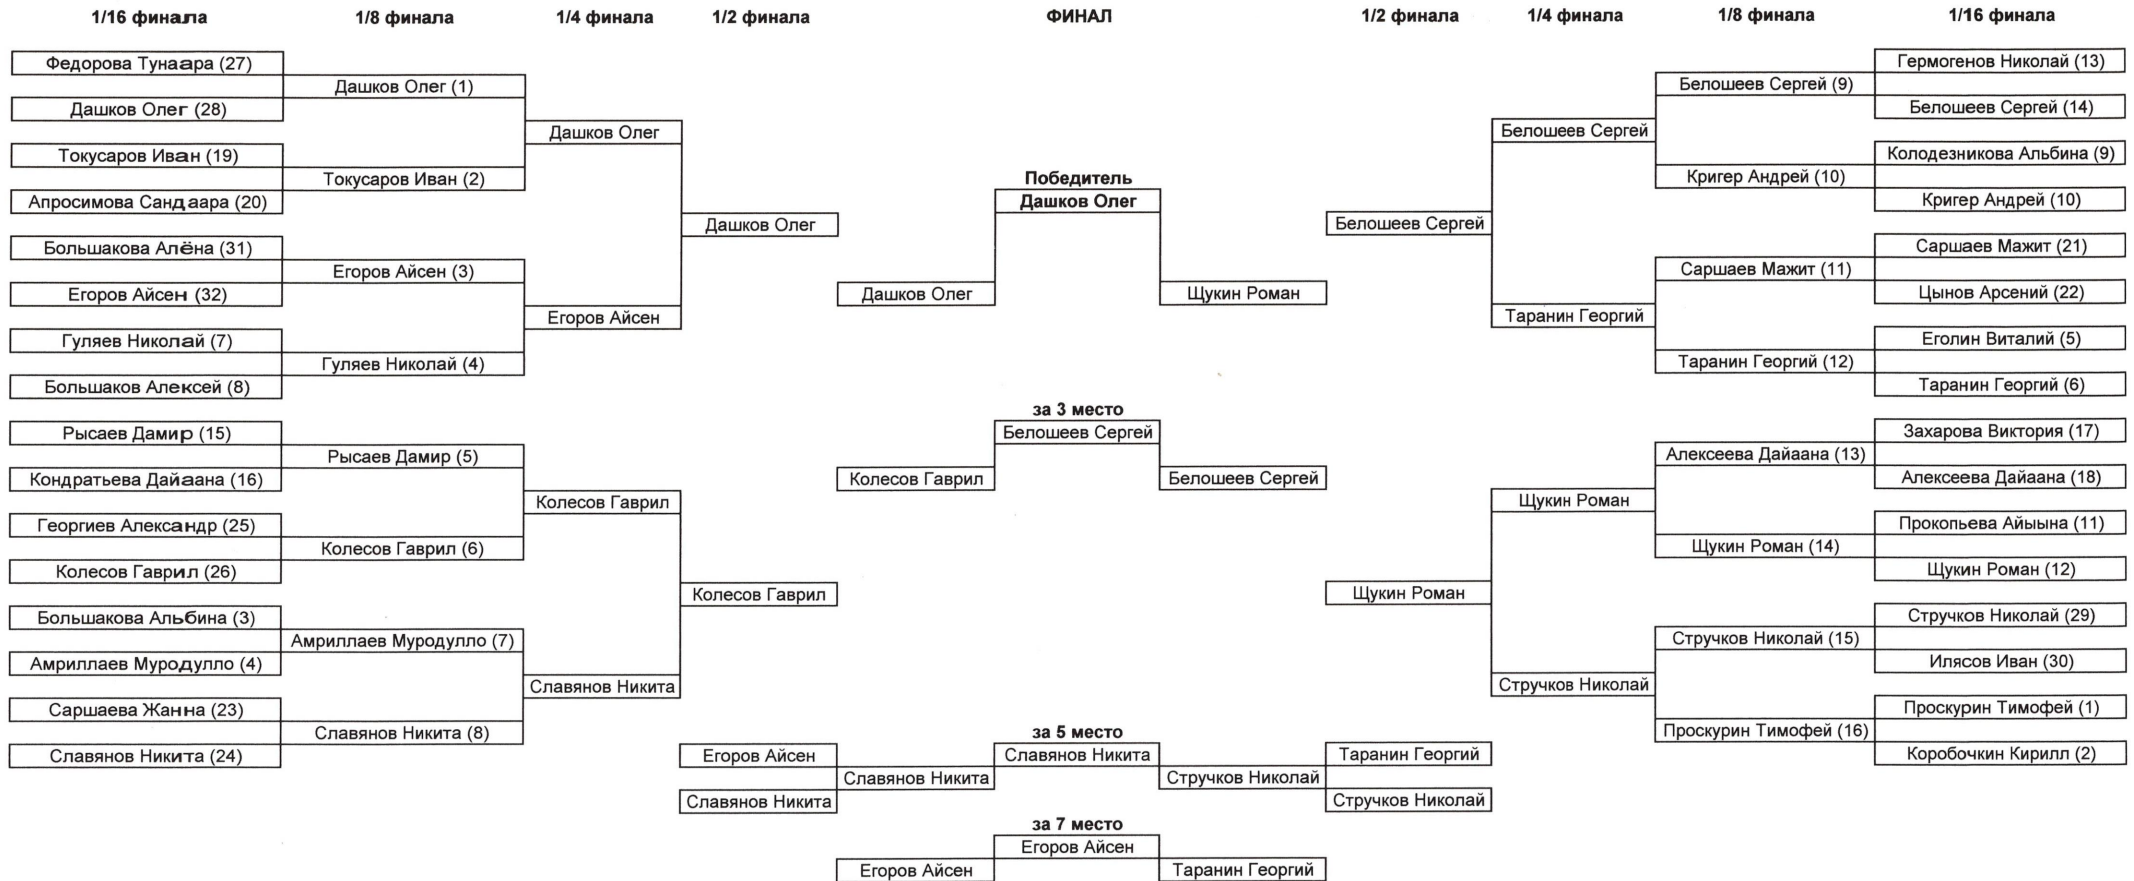 1/16 финала
1/8 финала
1/4 финала
1/2 финала
ФИНАЛ
1/2 финала
1/4 финала
1/8 финала
1/16 финала
Федорова Тунаара (27)
Дашков Олег (28)
Токусаров Иван (19)
Апросимова Сандаара (20)
Большакова Алёна (31)
Егоров Айсен (32)
Гуляев Николай (7)
Большаков Алексей (8)
Рысаев Дамир (15)
Кондратьева Дайаана (16)
Георгиев Александр (25)
Колесов Гаврил (26)
Большакова Альбина (3)
Амриллаев Муродулло (4)
Саршаева Жанна (23)
Славянов Никита (24)
Дашков Олег (1)
Токусаров Иван (2)
Егоров Айсен (3)
Гуляев Николай (4)
Рысаев Дамир (5)
Колесов Гаврил (6)
Амриллаев Муродулло (7)
Славянов Никита (8)
Дашков Олег
Егоров Айсен
Колесов Гаврил
Славянов Никита
Дашков Олег
Колесов Гаврил
Победитель
Дашков Олег
Дашков Олег
Щукин Роман
за 3 место
Белошеев Сергей
Колесов Гаврил
Белошеев Сергей
за 5 место
Славянов Никита
Егоров Айсен
Славянов Никита
Славянов Никита
Стручков Николай
Таранин Георгий
Стручков Николай
за 7 место
Егоров Айсен
Егоров Айсен
Таранин Георгий
Белошеев Сергей
Щукин Роман
Белошеев Сергей
Таранин Георгий
Щукин Роман
Стручков Николай
Белошеев Сергей (9)
Кригер Андрей (10)
Саршаев Мажит (11)
Таранин Георгий (12)
Алексеева Дайаана (13)
Щукин Роман (14)
Стручков Николай (15)
Проскурин Тимофей (16)
Гермогенов Николай (13)
Белошеев Сергей (14)
Колодезникова Альбина (9)
Кригер Андрей (10)
Саршаев Мажит (21)
Цынов Арсений (22)
Еголин Виталий (5)
Таранин Георгий (6)
Захарова Виктория (17)
Алексеева Дайаана (18)
Прокопьева Айыына (11)
Щукин Роман (12)
Стручков Николай (29)
Илясов Иван (30)
Проскурин Тимофей (1)
Коробочкин Кирилл (2)